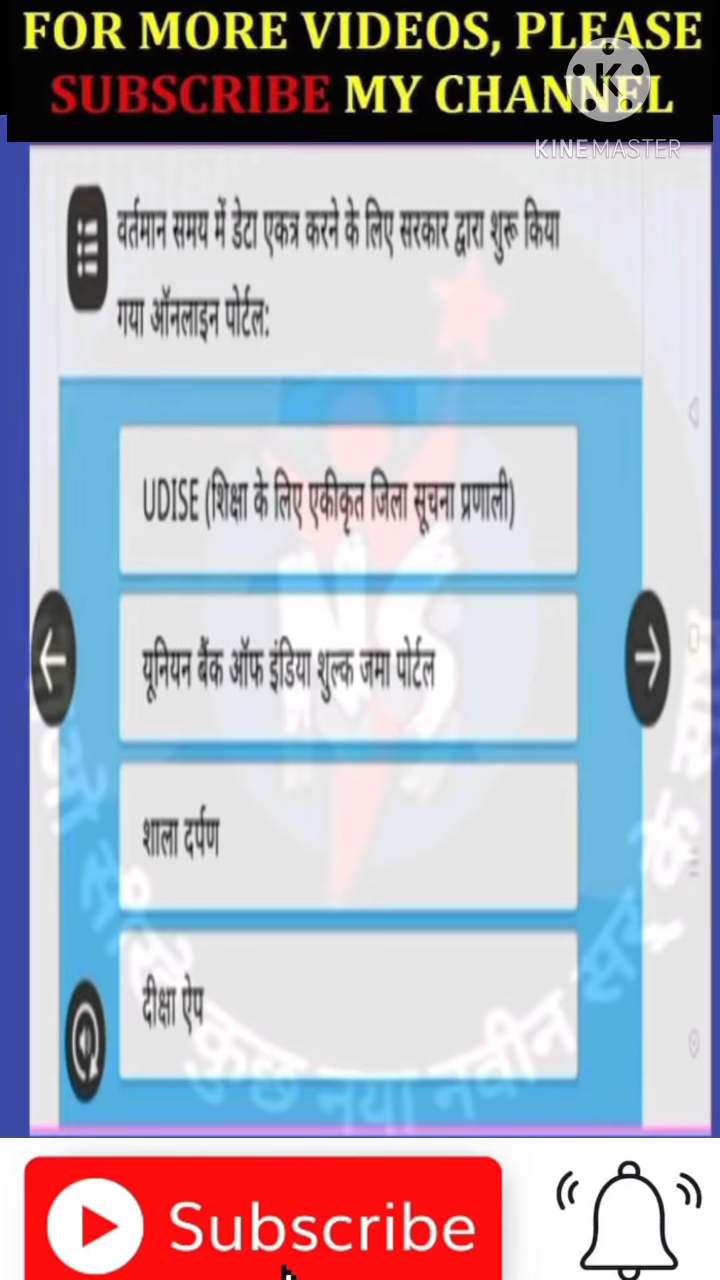 FOR MORE VIDEOS, PLEASE
SUBSCRIBE MY CHANNEL
KINEMASTER
वर्तमान समय में डेटा एकत्र करने के लिए सरकार द्वारा शुरू किया
गया ऑनलाइन पोर्टल:
UDISE (शिक्षा के लिए एकीकृत जिला सूचना प्रणाली)
यूनियन बैंक ऑफ इंडिया शुल्क जमा पोर्टल
NS
शाला दर्पण
दीक्षा ऐप
कुछ नया नवीन
Subscribe